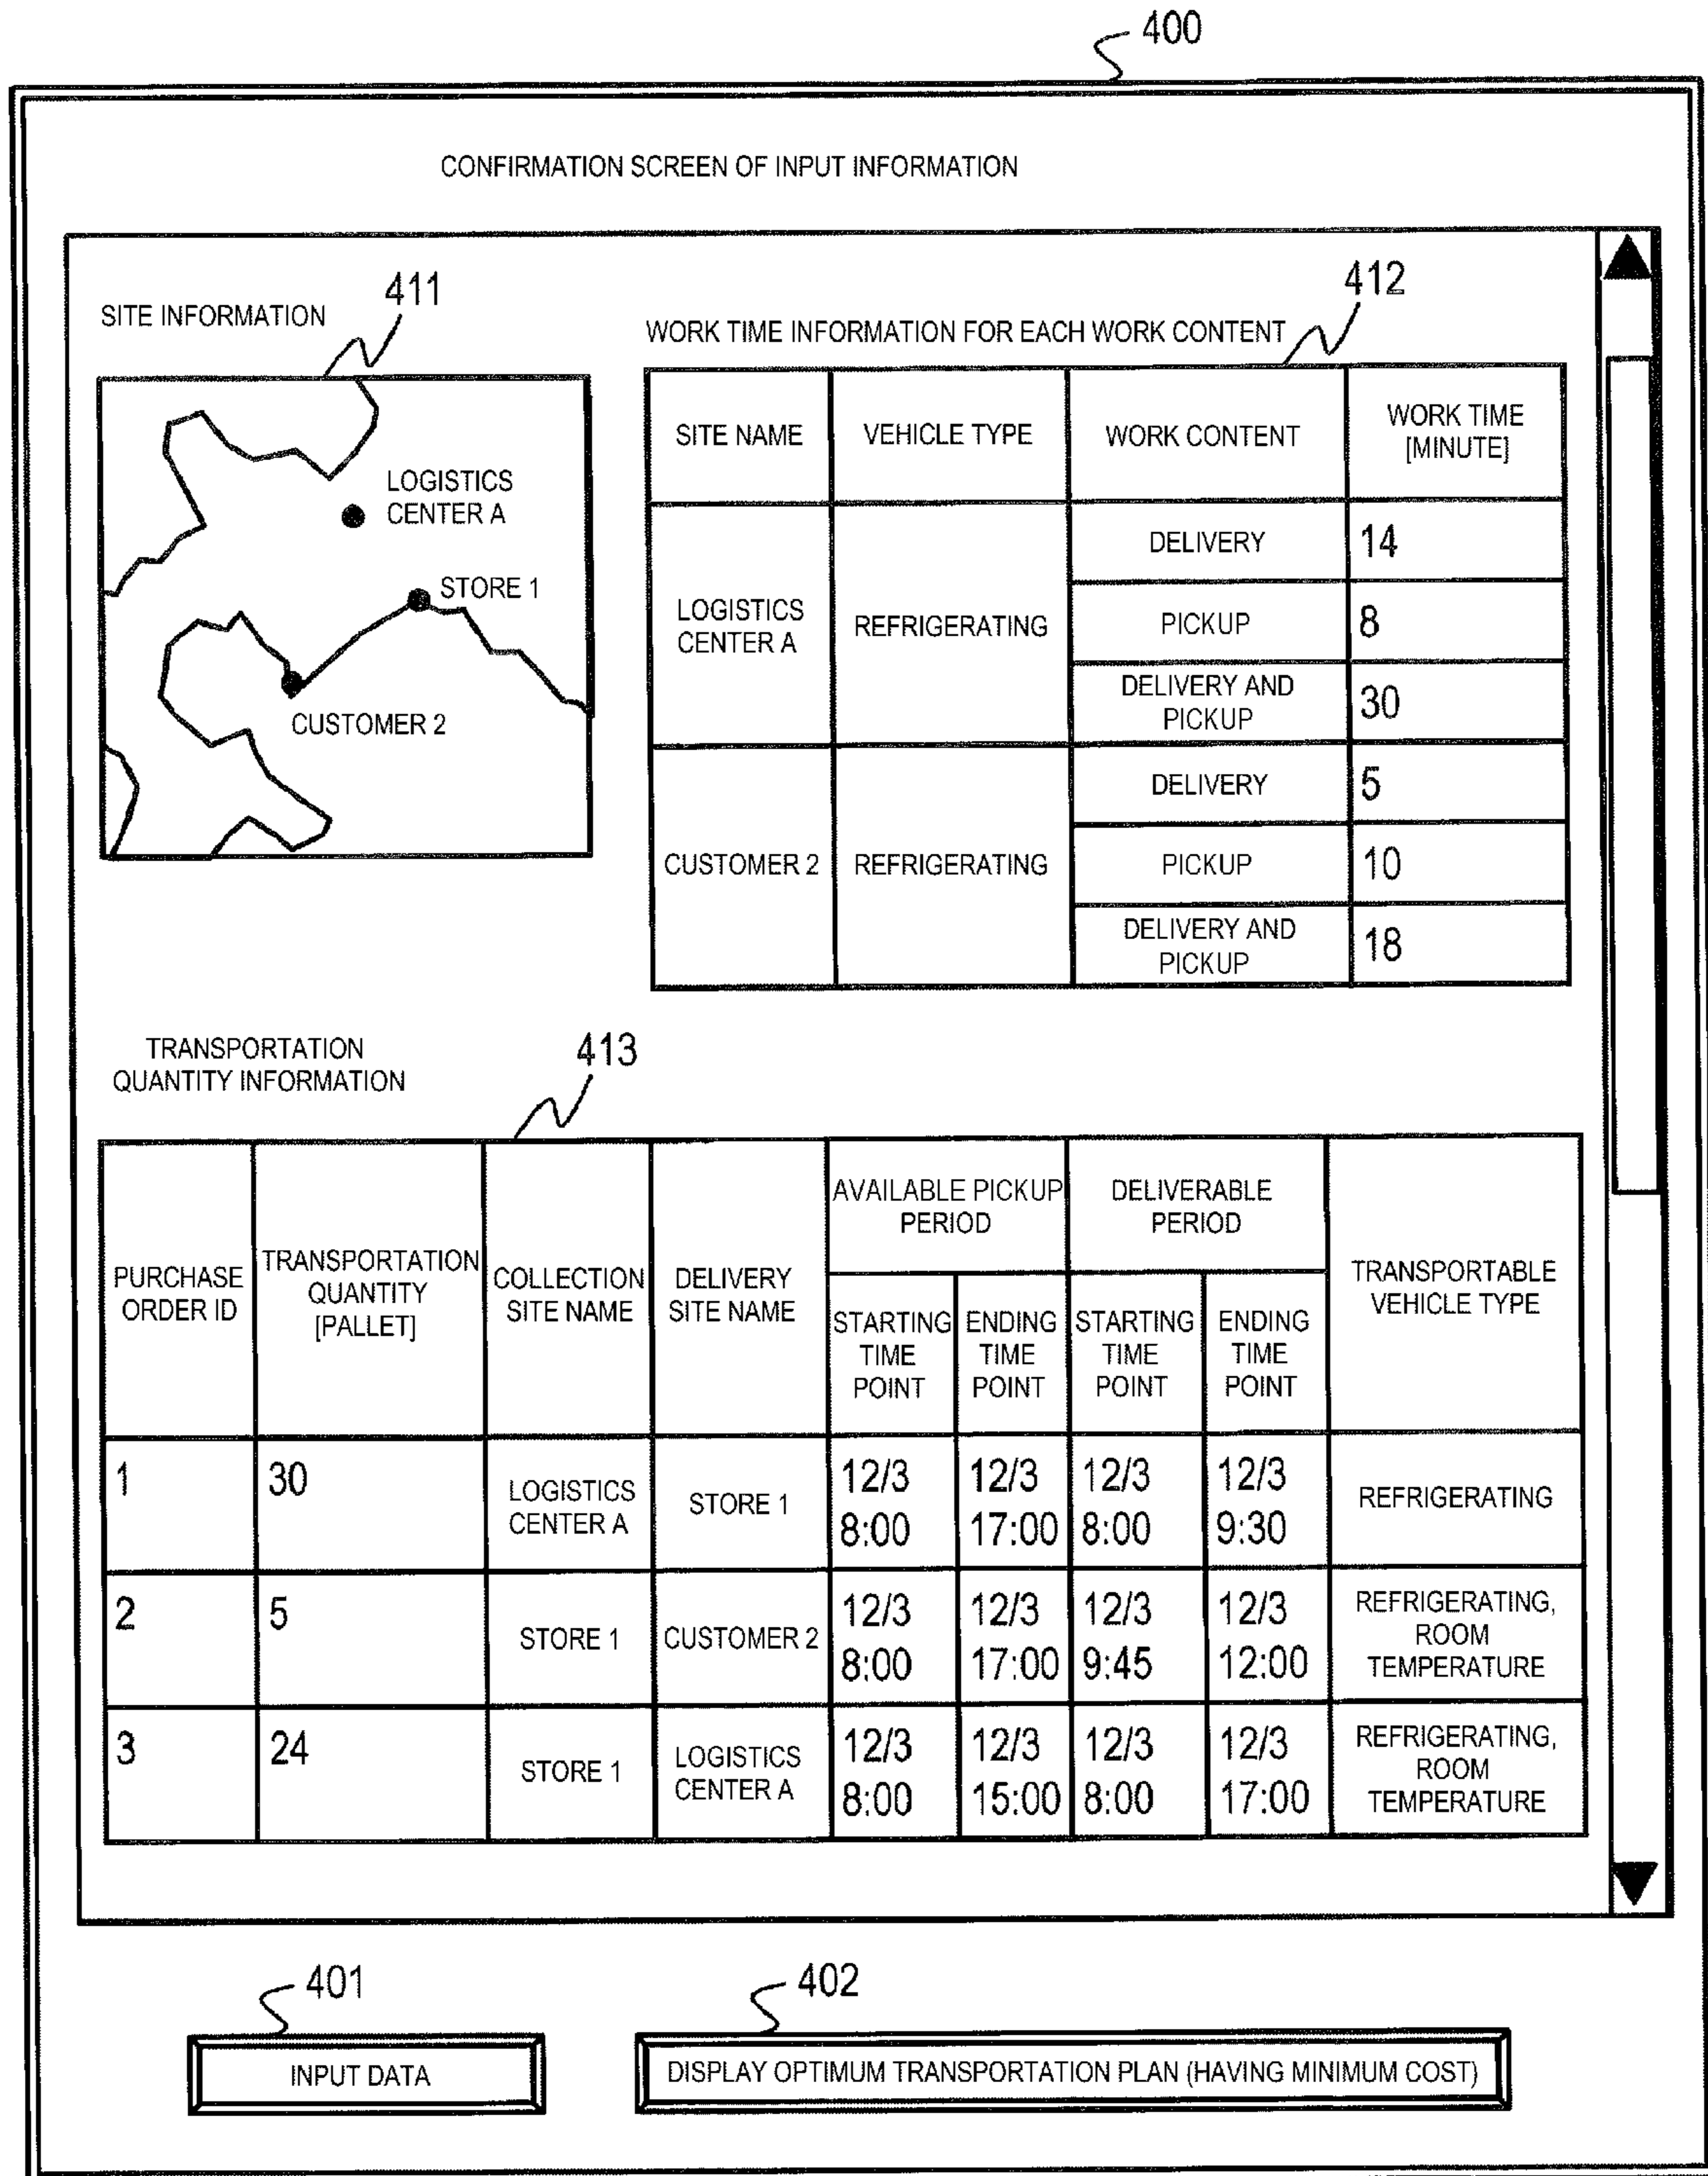 400
CONFIRMATION SCREEN OF INPUT INFORMATION
SITE INFORMATION
411
LOGISTICS
CENTER A
STORE 1
CUSTOMER 2
WORK TIME INFORMATION FOR EACH WORK CONTENT
412
SITE NAME
VEHICLE TYPE
WORK CONTENT
WORK TIME
[MINUTE]
LOGISTICS
CENTER A
REFRIGERATING
DELIVERY
14
PICKUP
8
DELIVERY AND
PICKUP
30
CUSTOMER 2
REFRIGERATING
DELIVERY
5
PICKUP
10
DELIVERY AND
PICKUP
18
TRANSPORTATION
QUANTITY INFORMATION
413
PURCHASE
ORDER ID
TRANSPORTATION
QUANTITY
[PALLET]
COLLECTION
SITE NAME
DELIVERY
SITE NAME
AVAILABLE PICKUP
PERIOD
DELIVERABLE
PERIOD
STARTING
TIME
POINT
ENDING
TIME
POINT
STARTING
TIME
POINT
ENDING
TIME
POINT
TRANSPORTABLE
VEHICLE TYPE
1
30
LOGISTICS
CENTER A
STORE 1
12/3
8:00
12/3
17:00
12/3
8:00
12/3
9:30
REFRIGERATING
2
5
STORE 1
CUSTOMER 2
12/3
8:00
12/3
17:00
12/3
9:45
12/3
12:00
REFRIGERATING,
ROOM
TEMPERATURE
3
24
STORE 1
LOGISTICS
CENTER A
12/3
8:00
12/3
15:00
12/3
8:00
12/3
17:00
REFRIGERATING,
ROOM
TEMPERATURE
401
INPUT DATA
402
DISPLAY OPTIMUM TRANSPORTATION PLAN (HAVING MINIMUM COST)